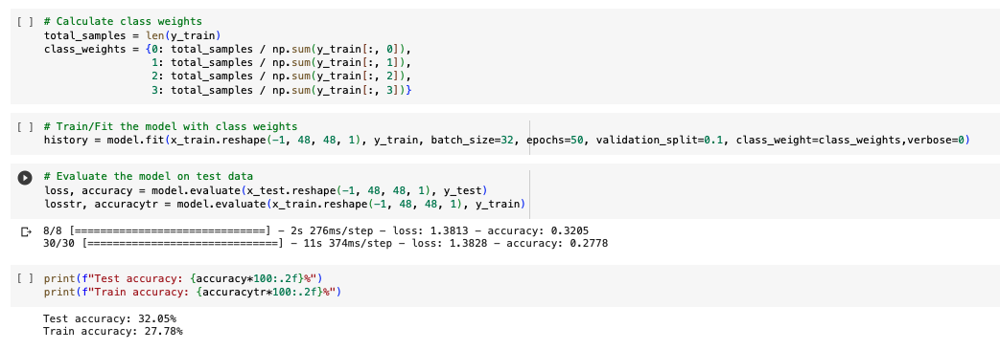 [ ] # Calculate class weights
total_samples = len(y_train)
class_weights = {0: total_samples / np.sum(y_train[:, 0]),
1: total_samples / np.sum(y_train[:, 1]),
2: total_samples / np.sum(y_train[:, 2]),
3: total_samples / np.sum(y_train[:, 3])}
[ ] # Train/Fit the model with class weights
history = model.fit(x_train.reshape(-1, 48, 48, 1), y_train, batch_size=32, epochs=50, validation_split=0.1, class_weight=class_weights,verbose=0)
# Evaluate the model on test data
loss, accuracy = model.evaluate(x_test.reshape(-1, 48, 48, 1), y_test)
losstr, accuracytr = model.evaluate(x_train.reshape(-1, 48, 48, 1), y_train)
8/8 [==============================] - 2s 276ms/step - loss: 1.3813 - accuracy: 0.3205
30/30 [==============================] - 11s 374ms/step - loss: 1.3828 - accuracy: 0.2778
[ ] print(f"Test accuracy: {accuracy*100:.2f}%")
print(f"Train accuracy: {accuracytr*100:.2f}%")
Test accuracy: 32.05%
Train accuracy: 27.78%